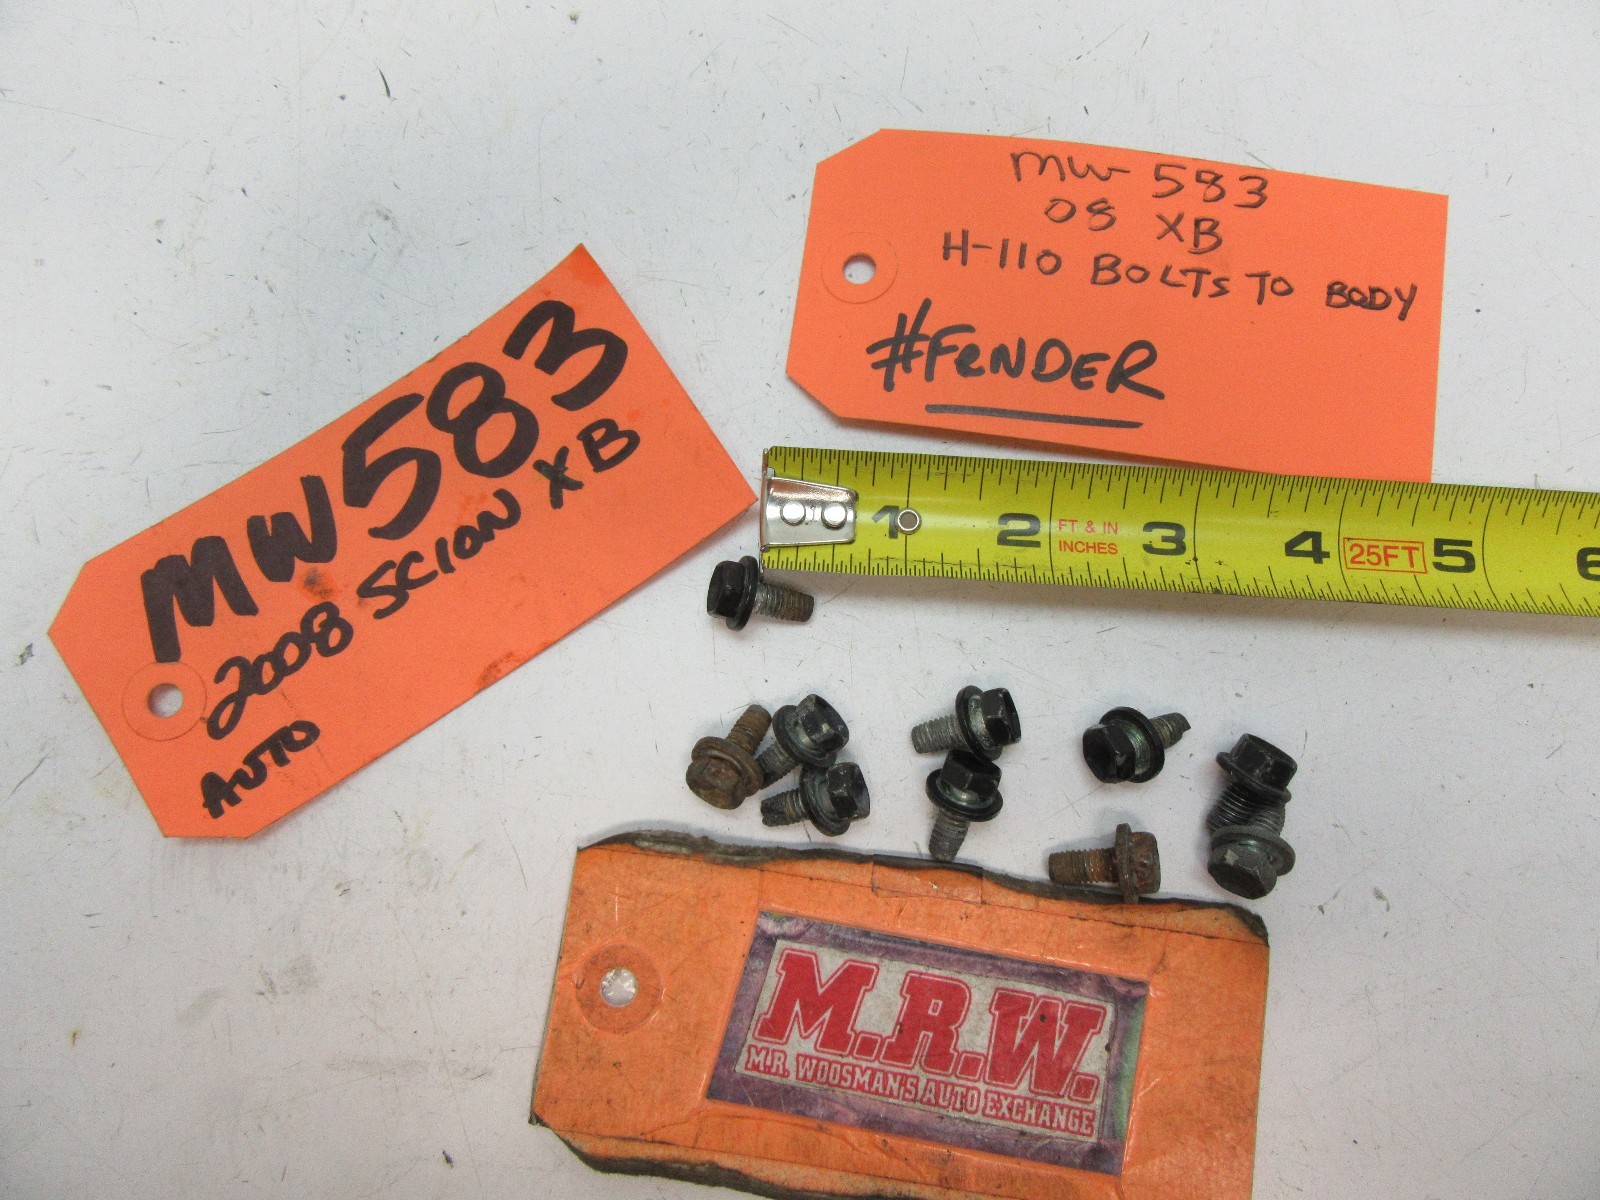 MW583
2008 SCION XB
AUTO
MW 583
08 XB
H-110 BOLTS TO BODY
#FeNDER
1 2 FT & IN INCHES 3 4 25FT 5 6
M.R.W.
M.R. WOOSMAN'S AUTO EXCHANGE